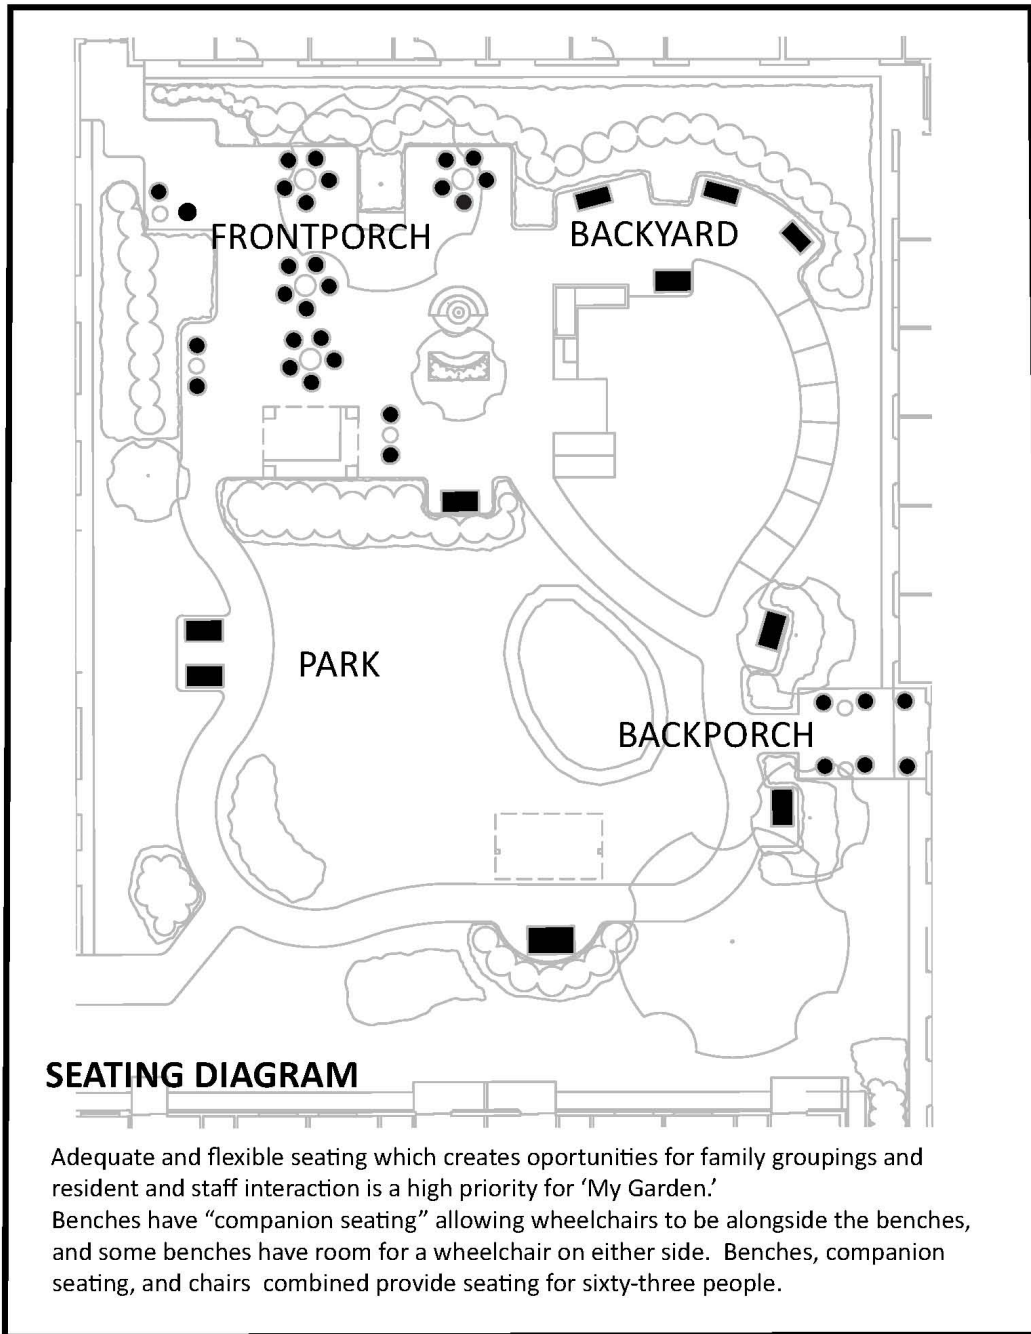 FRONTPORCH
BACKYARD
PARK
BACKPORCH
SEATING DIAGRAM
Adequate and flexible seating which creates oportunities for family groupings and
resident and staff interaction is a high priority for ‘My Garden.’
Benches have “companion seating” allowing wheelchairs to be alongside the benches,
and some benches have room for a wheelchair on either side.  Benches, companion
seating, and chairs  combined provide seating for sixty-three people.